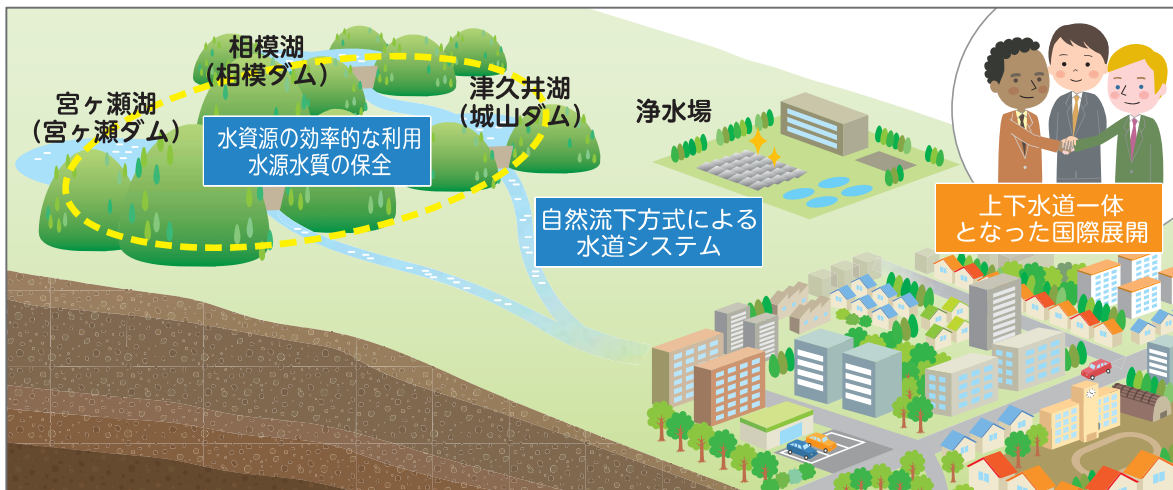 相模湖
（相模ダム）
宮ヶ瀬湖
（宮ヶ瀬ダム）
津久井湖
（城山ダム）
浄水場
水資源の効率的な利用
水源水質の保全
自然流下方式による
水道システム
上下水道一体
となった国際展開